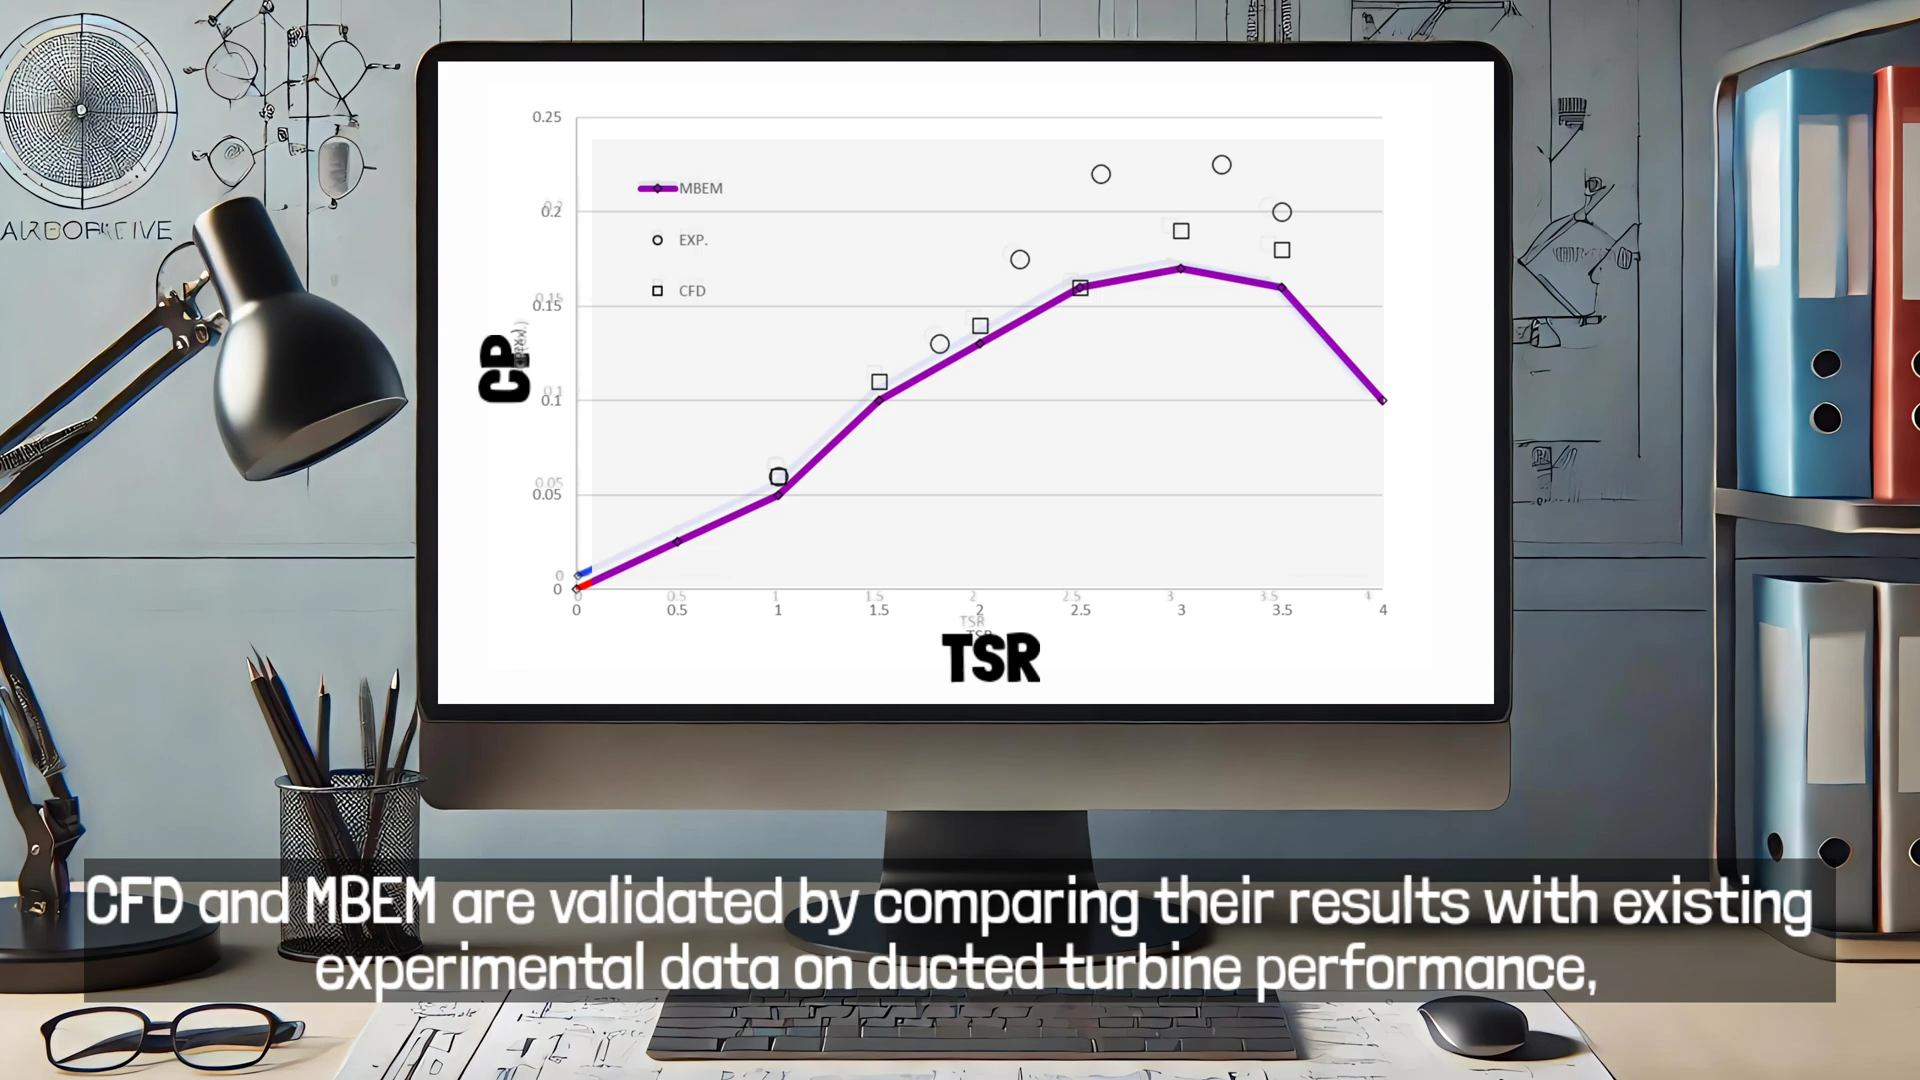 0.25
MBEM
0.2
EXP.
CFD
0.15
CP
0.1
0.05
0
0 0.5 1 1.5 2 2.5 3 3.5 4
TSR
TSR
CFD and MBEM are validated by comparing their results with existing
experimental data on ducted turbine performance,